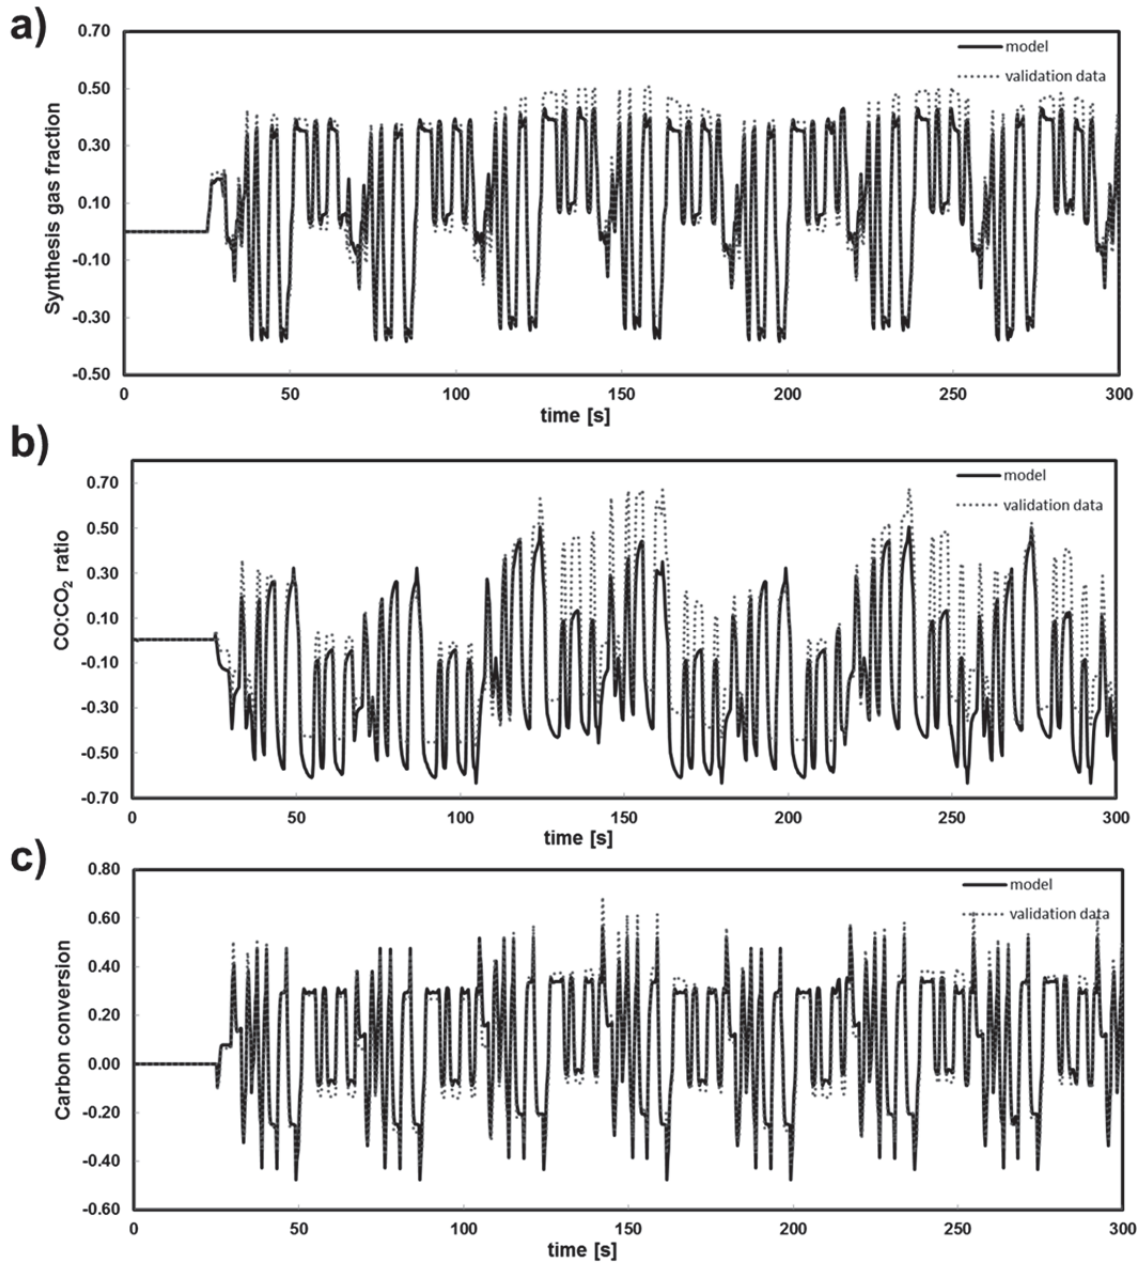 a)
0.70
0.50
0.30
0.10
-0.10
-0.30
-0.50
Synthesis gas fraction
model
validation data
0 50 100 150 200 250 300
time [s]
b)
0.70
0.50
0.30
0.10
-0.10
-0.30
-0.50
-0.70
CO:CO₂ ratio
model
validation data
0 50 100 150 200 250 300
time [s]
c)
0.80
0.60
0.40
0.20
0.00
-0.20
-0.40
-0.60
Carbon conversion
model
validation data
0 50 100 150 200 250 300
time [s]